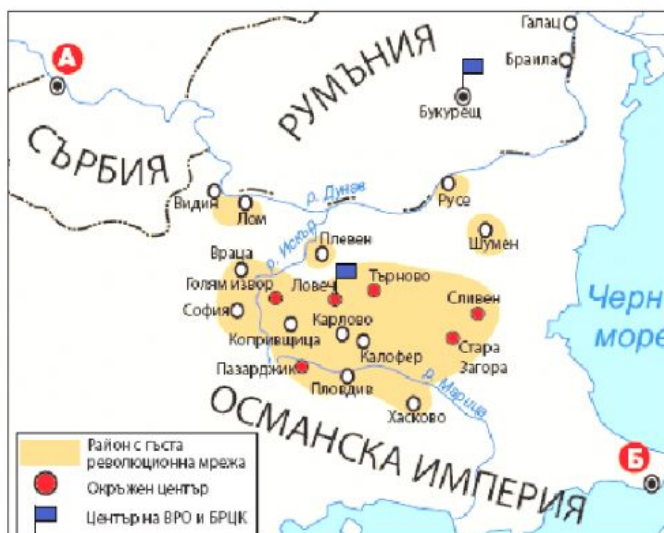 Галац
Браила
А
РУМЪНИЯ
Букурещ
СЪРБИЯ
р. Дунав
Видин
Лом
Русе
р. Искър
Плевен
Шумен
Враца
Голям извор
Ловеч
Търново
Сливен
София
Карлово
Копривщица
Калофер
Стара
Загора
Черн
море
Пазарджик
Пловдив
р. Марица
Хасково
ОСМАНСКА ИМПЕРИЯ
Б
Район с гъста
революционна мрежа
Окръжен център
Център на ВРО и БРЦК